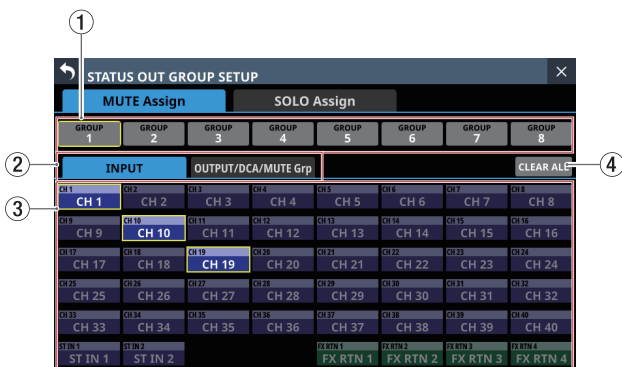 1
STATUS OUT GROUP SETUP ×
MUTE Assign SOLO Assign
GROUP GROUP GROUP GROUP GROUP GROUP GROUP GROUP
1 2 3 4 5 6 7 8
2 INPUT OUTPUT/DCA/MUTE Grp CLEAR ALL 4
3
CH 1 CH 2 CH 3 CH 4 CH 5 CH 6 CH 7 CH 8
CH 1 CH 2 CH 3 CH 4 CH 5 CH 6 CH 7 CH 8
CH 9 CH 10 CH 11 CH 12 CH 13 CH 14 CH 15 CH 16
CH 9 CH 10 CH 11 CH 12 CH 13 CH 14 CH 15 CH 16
CH 17 CH 18 CH 19 CH 20 CH 21 CH 22 CH 23 CH 24
CH 17 CH 18 CH 19 CH 20 CH 21 CH 22 CH 23 CH 24
CH 25 CH 26 CH 27 CH 28 CH 29 CH 30 CH 31 CH 32
CH 25 CH 26 CH 27 CH 28 CH 29 CH 30 CH 31 CH 32
CH 33 CH 34 CH 35 CH 36 CH 37 CH 38 CH 39 CH 40
CH 33 CH 34 CH 35 CH 36 CH 37 CH 38 CH 39 CH 40
ST IN 1 ST IN 2 FX RTN 1 FX RTN 2 FX RTN 3 FX RTN 4
ST IN 1 ST IN 2 FX RTN 1 FX RTN 2 FX RTN 3 FX RTN 4